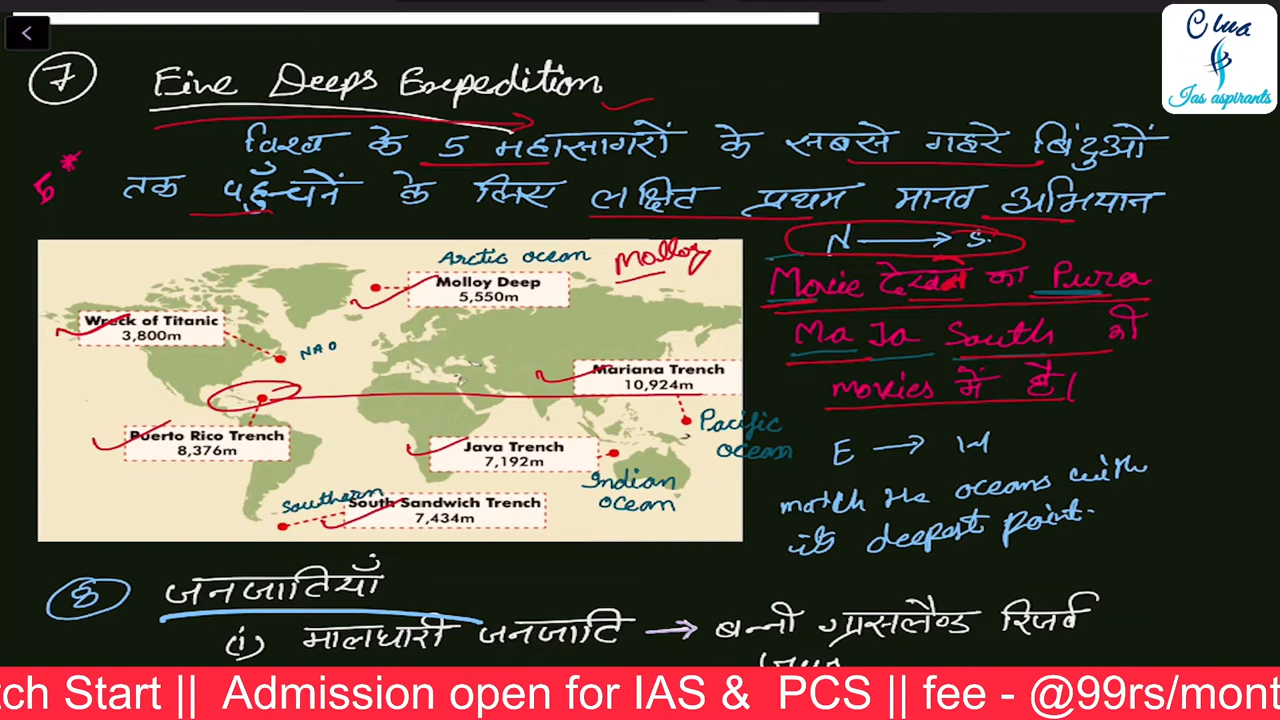 Clua
Ias aspirants
7 Five Deeps Expedition
विश्व के 5 महासागरों के सबसे गहरे बिंदुओं
तक पहुँचने के लिए लक्षित प्रथम मानव अभियान
5*
N → S
Movie देखने का Pura
Ma Ja South की
movies में है।
E → W
match the oceans with
its deepest point.
Arctic ocean
Molloy
Molloy Deep
5,550m
Wreck of Titanic
3,800m
NAO
Mariana Trench
10,924m
Pacific
ocean
Puerto Rico Trench
8,376m
Java Trench
7,192m
Indian
ocean
Southern
South Sandwich Trench
7,434m
8 जनजातियाँ
(i) मालधारी जनजाति → बन्नी ग्रासलैण्ड रिजर्व
tch Start || Admission open for IAS & PCS || fee - @99rs/mont